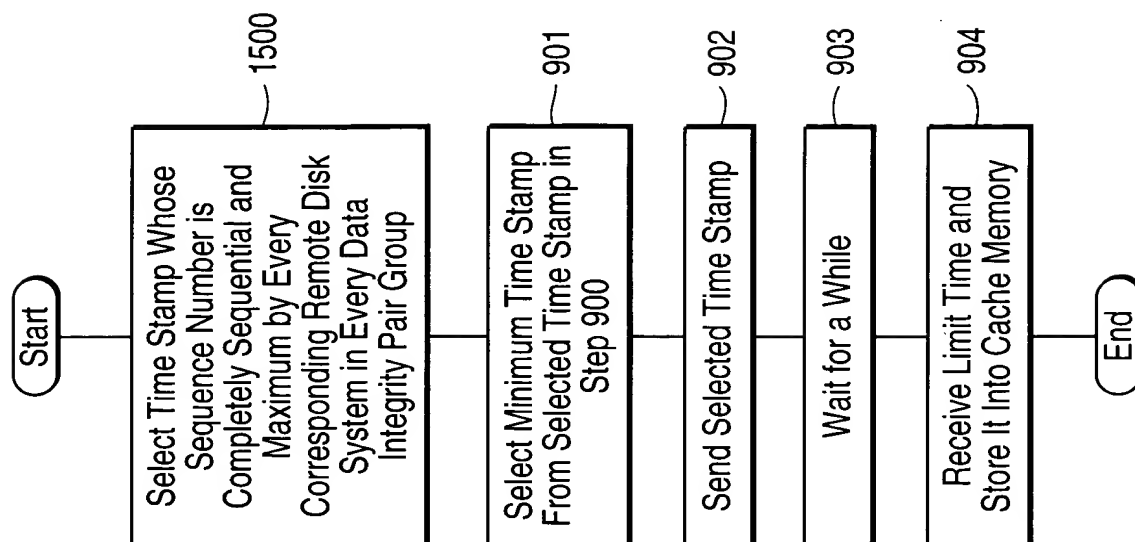 Start
1500
Select Time Stamp Whose
Sequence Number is
Completely Sequential and
Maximum by Every
Corresponding Remote Disk
System in Every Data
Integrity Pair Group
901
Select Minimum Time Stamp
From Selected Time Stamp in
Step 900
902
Send Selected Time Stamp
903
Wait for a While
904
Receive Limit Time and
Store It Into Cache Memory
End